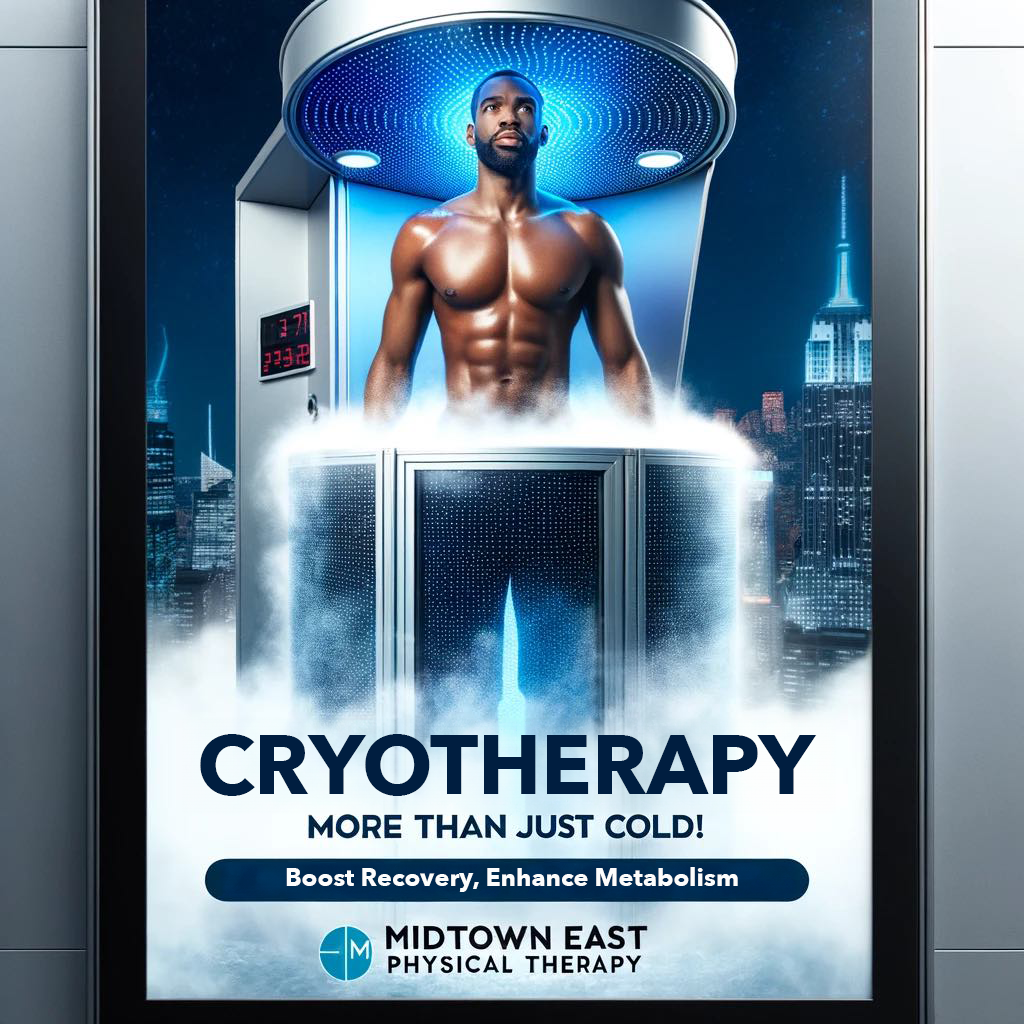 CRYOTHERAPY
MORE THAN JUST COLD!
Boost Recovery, Enhance Metabolism
M
MIDTOWN EAST
PHYSICAL THERAPY